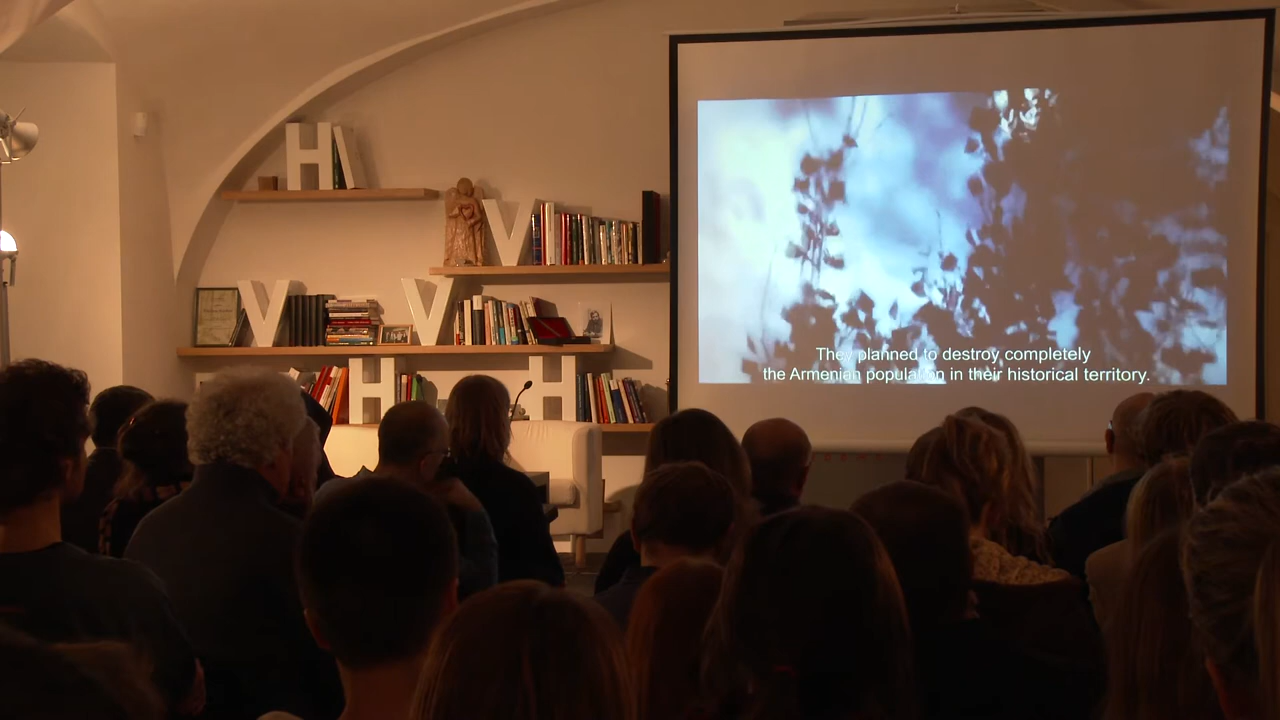 H
V
V V
H H
They planned to destroy completely
the Armenian population in their historical territory.